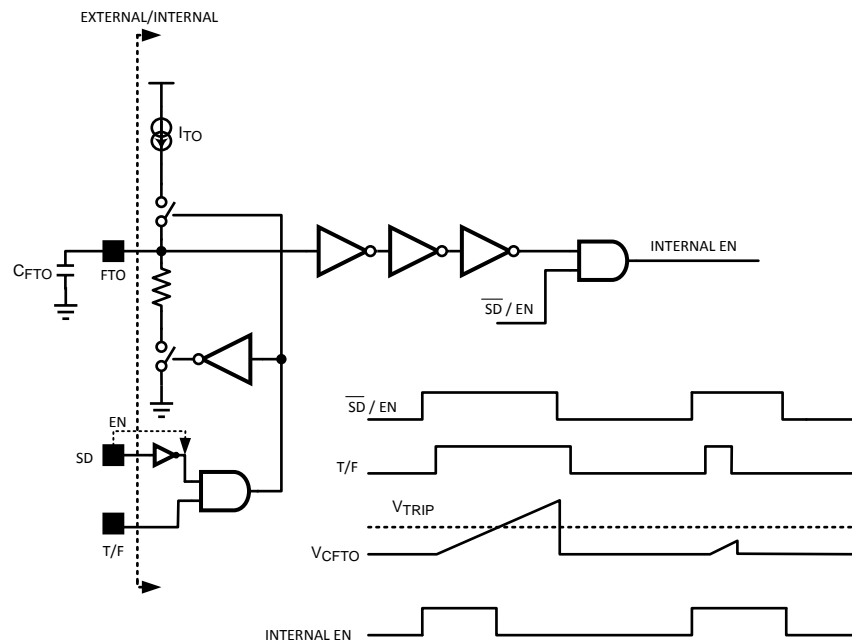 EXTERNAL/INTERNAL
ITO
CFTO
FTO
INTERNAL EN
SD / EN
EN
SD
T/F
SD / EN
T/F
VTRIP
VCFTO
INTERNAL EN